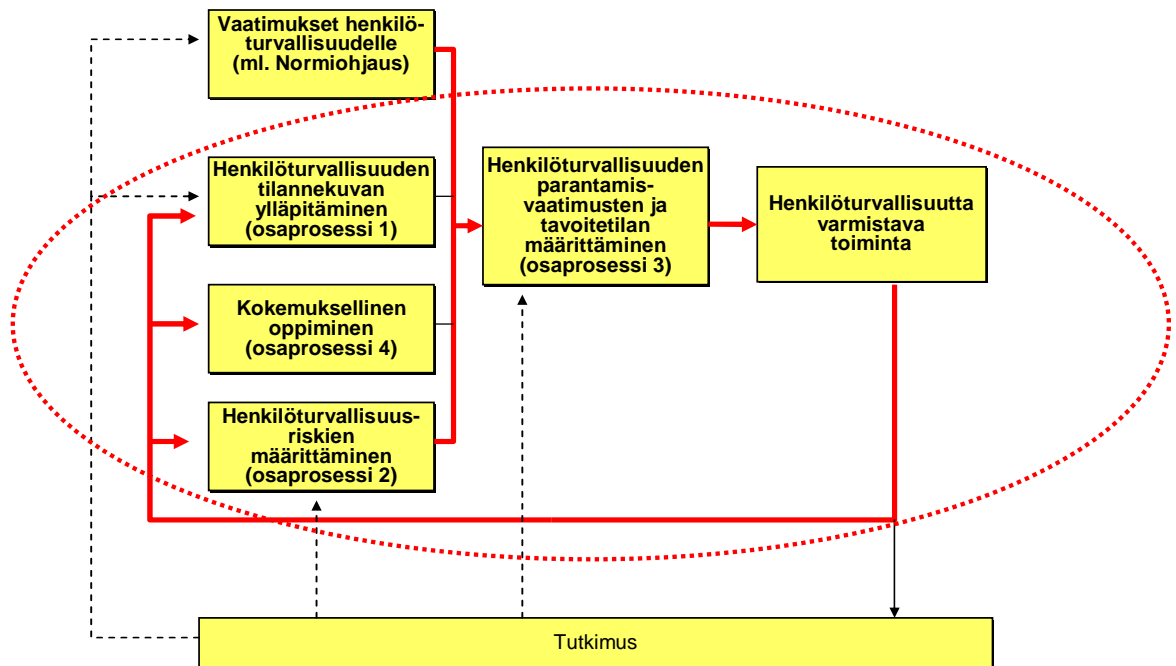 Vaatimukset henkilö-
turvallisuudelle
(ml. Normiohjaus)
Henkilöturvallisuuden
tilannekuvan
ylläpitäminen
(osaprosessi 1)
Kokemuksellinen
oppiminen
(osaprosessi 4)
Henkilöturvallisuus-
riskien
määrittäminen
(osaprosessi 2)
Henkilöturvallisuuden
parantamis-
vaatimusten ja
tavoitetilan
määrittäminen
(osaprosessi 3)
Henkilöturvallisuutta
varmistava
toiminta
Tutkimus